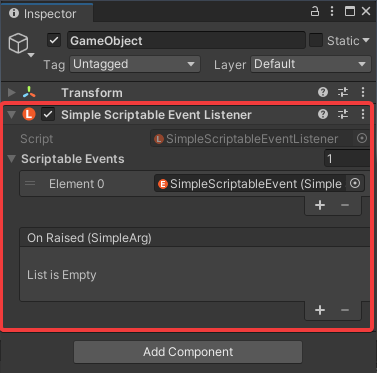 Inspector
GameObject
Static
Tag Untagged Layer Default
Transform
L Simple Scriptable Event Listener
Script L SimpleScriptableEventListener
Scriptable Events 1
Element 0 E SimpleScriptableEvent (Simple
+ −
On Raised (SimpleArg)
List is Empty
+ −
Add Component